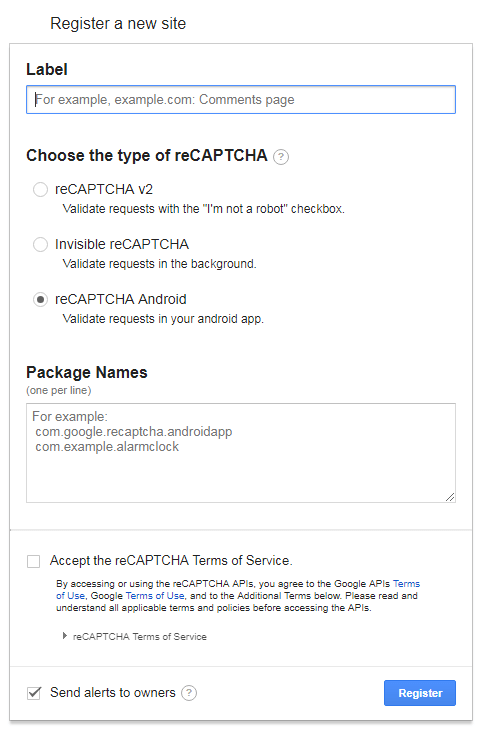 Register a new site
Label
For example, example.com: Comments page
Choose the type of reCAPTCHA ?
reCAPTCHA v2
Validate requests with the "I'm not a robot" checkbox.
Invisible reCAPTCHA
Validate requests in the background.
reCAPTCHA Android
Validate requests in your android app.
Package Names
(one per line)
For example:
com.google.recaptcha.androidapp
com.example.alarmclock
Accept the reCAPTCHA Terms of Service.
By accessing or using the reCAPTCHA APIs, you agree to the Google APIs Terms
of Use, Google Terms of Use, and to the Additional Terms below. Please read and
understand all applicable terms and policies before accessing the APIs.
reCAPTCHA Terms of Service
Send alerts to owners ?
Register